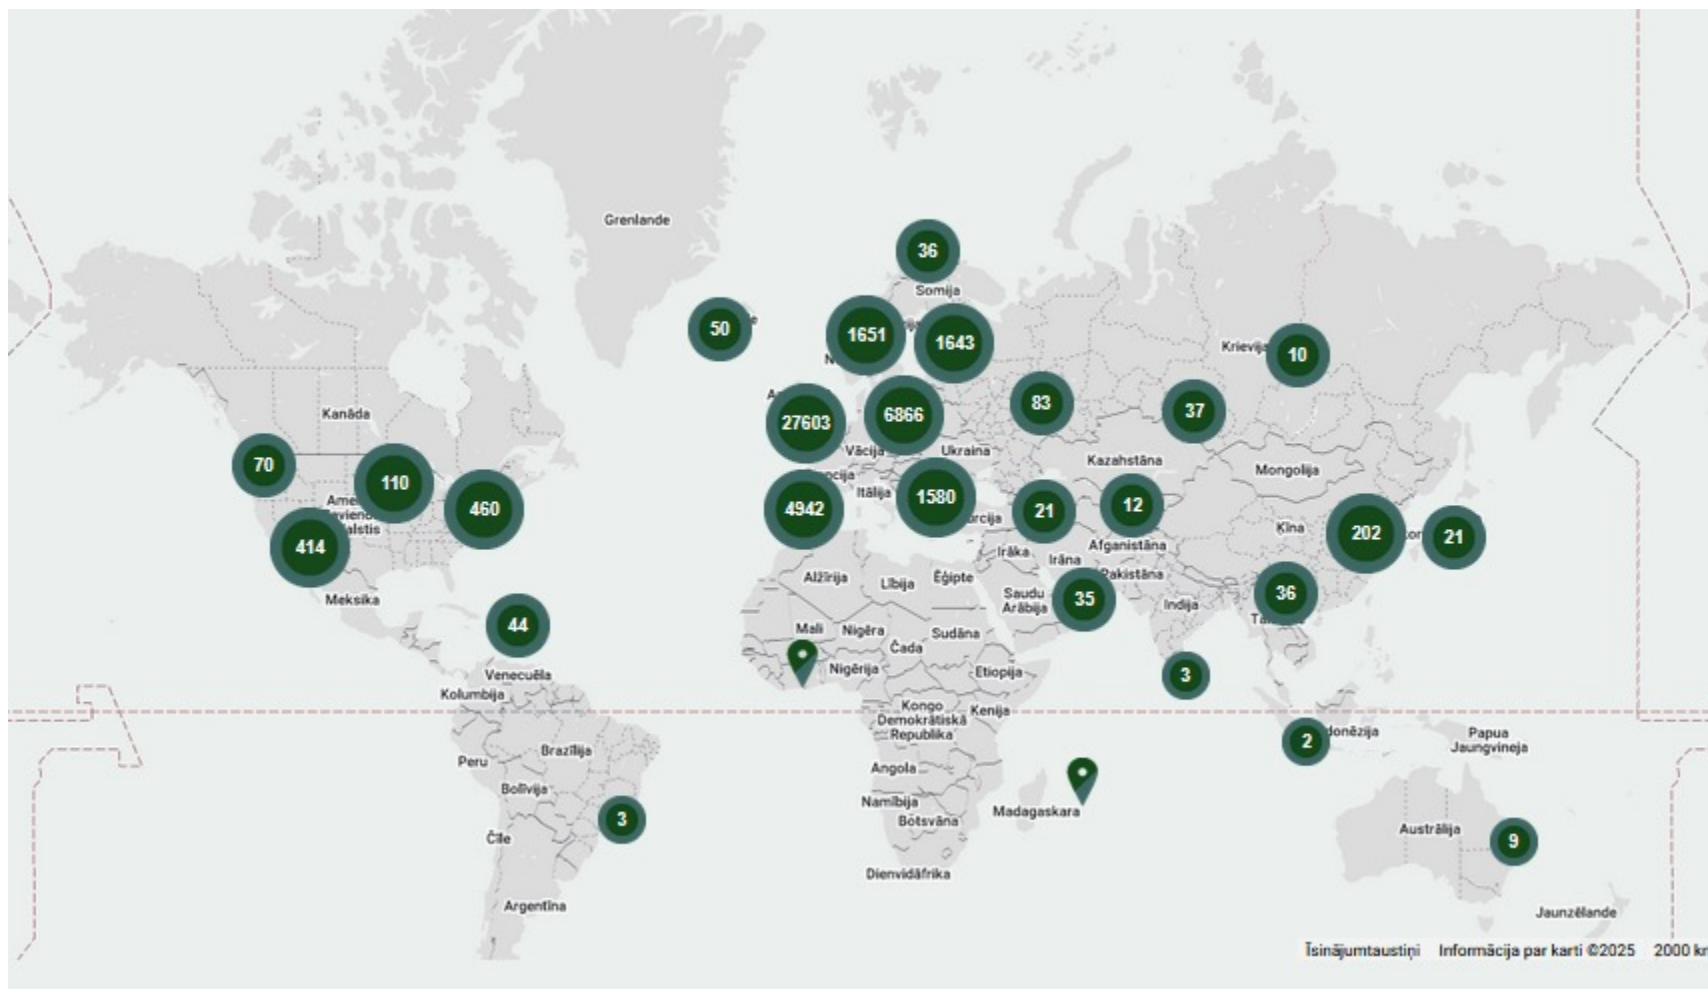 Grenlande
36
Somija
50
1651
1643
Krievija
10
Kanāda
27603
6866
83
37
Vācija
Ukraina
Kazahstāna
Mongolija
70
110
460
Itālija
4942
1580
21
12
Ķīna
202
21
414
Irāka
Irāna
Afganistāna
Alžīrija
Lībija
Ēģipte
Pakistāna
Meksika
Saudu
Arābija
35
Indija
36
44
Mali
Nigēra
Čada
Sudāna
Venecuēla
Nigērija
Etiopija
3
Kolumbija
Kongo
Demokrātiskā
Republika
Kenija
2
donēzija
Papua
Jaungvineja
Peru
Brazīlija
Angola
Bolīvija
Namībija
Botsvāna
Madagaskara
3
Čīle
Austrālija
9
Dienvidāfrika
Argentīna
Jaunzēlande
Īsinājumtaustiņi Informācija par karti ©2025 2000 kr